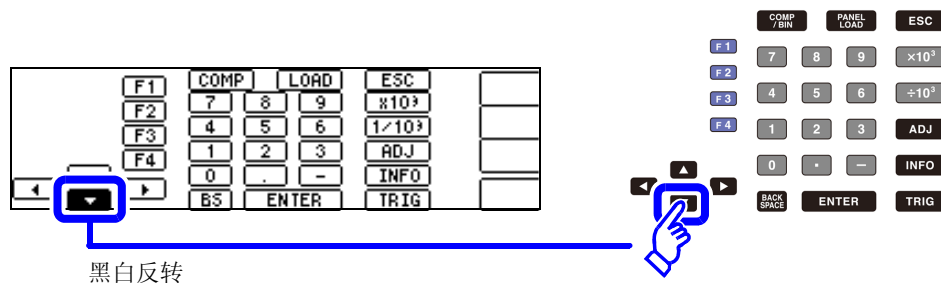 COMP /BIN PANEL LOAD ESC
F1 7 8 9 ×10³
F2
F3 4 5 6 ÷10³
F4 1 2 3 ADJ
0 · − INFO
BACK SPACE ENTER TRIG
F1 COMP LOAD ESC
F2 7 8 9 x10³
F3 4 5 6 1/10³
F4 1 2 3 ADJ
0 . - INFO
BS ENTER TRIG
黑白反转